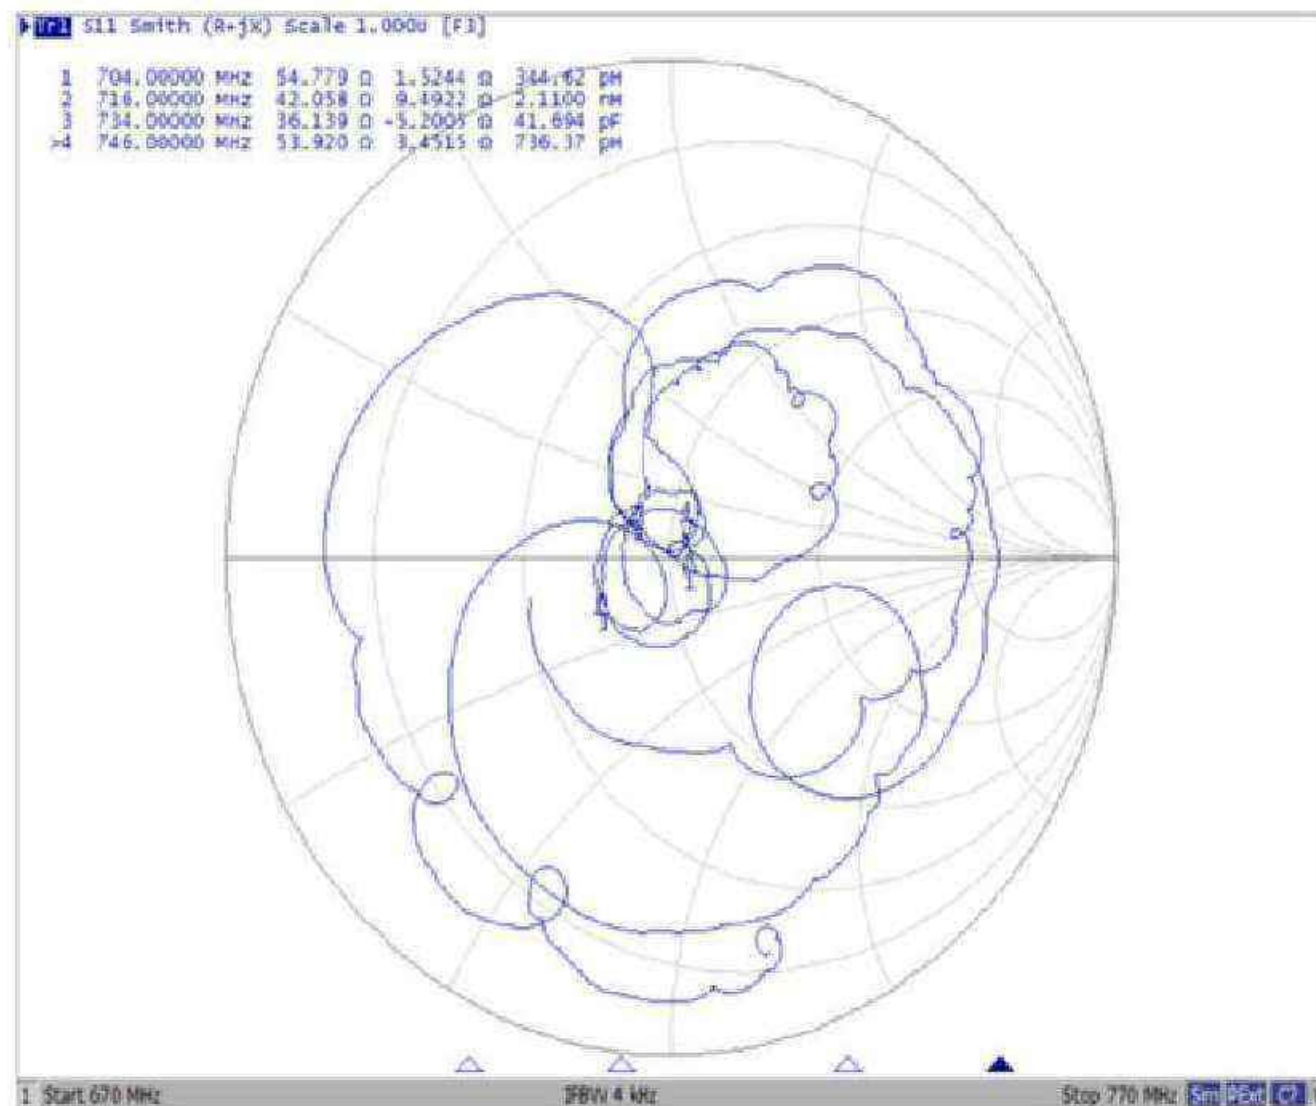 Tr1 S11 Smith (R+jX) Scale 1.000U [F3]
1 704.00000 MHz 54.779 Ω 1.5244 Ω 344.62 pH
2 716.00000 MHz 42.058 Ω 9.4922 Ω 2.1100 nH
3 734.00000 MHz 36.139 Ω -5.2005 Ω 41.694 pF
>4 746.00000 MHz 53.920 Ω 3.4515 Ω 736.37 pH
1 Start 670 MHz IFBW 4 kHz Stop 770 MHz